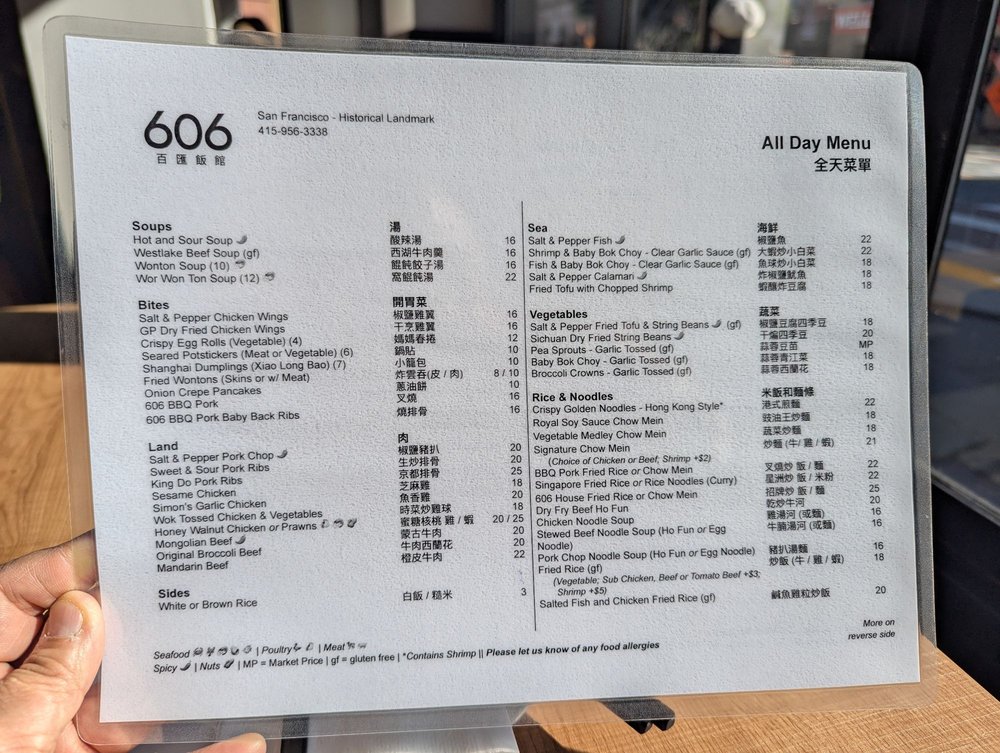 606
百匯飯館
San Francisco - Historical Landmark
415-956-3338
All Day Menu
全天菜單
Soups 湯
Hot and Sour Soup 酸辣湯 16
Westlake Beef Soup (gf) 西湖牛肉羹 16
Wonton Soup (10) 餛飩餃子湯 16
Wor Won Ton Soup (12) 窩餛飩湯 22
Bites 開胃菜
Salt & Pepper Chicken Wings 椒鹽雞翼 16
GP Dry Fried Chicken Wings 干烹雞翼 16
Crispy Egg Rolls (Vegetable) (4) 媽媽春捲 12
Seared Potstickers (Meat or Vegetable) (6) 鍋貼 10
Shanghai Dumplings (Xiao Long Bao) (7) 小籠包 10
Fried Wontons (Skins or w/ Meat) 炸雲吞(皮 / 肉) 8 / 10
Onion Crepe Pancakes 蔥油餅 10
606 BBQ Pork 叉燒 16
606 BBQ Pork Baby Back Ribs 燒排骨 16
Land 肉
Salt & Pepper Pork Chop 椒鹽豬扒 20
Sweet & Sour Pork Ribs 生炒排骨 20
King Do Pork Ribs 京都排骨 25
Sesame Chicken 芝麻雞 18
Simon's Garlic Chicken 魚香雞 20
Wok Tossed Chicken & Vegetables 時菜炒雞球 18
Honey Walnut Chicken or Prawns 蜜糖核桃 雞 / 蝦 20 / 25
Mongolian Beef 蒙古牛肉 20
Original Broccoli Beef 牛肉西蘭花 20
Mandarin Beef 橙皮牛肉 22
Sides
White or Brown Rice 白飯 / 糙米 3
Sea 海鮮
Salt & Pepper Fish 椒鹽魚 22
Shrimp & Baby Bok Choy - Clear Garlic Sauce (gf) 大蝦炒小白菜 22
Fish & Baby Bok Choy - Clear Garlic Sauce (gf) 魚球炒小白菜 18
Salt & Pepper Calamari 炸椒鹽魷魚 18
Fried Tofu with Chopped Shrimp 蝦釀炸豆腐 18
Vegetables 蔬菜
Salt & Pepper Fried Tofu & String Beans (gf) 椒鹽豆腐四季豆 18
Sichuan Dry Fried String Beans 干煸四季豆 20
Pea Sprouts - Garlic Tossed (gf) 蒜蓉豆苗 MP
Baby Bok Choy - Garlic Tossed (gf) 蒜蓉青江菜 18
Broccoli Crowns - Garlic Tossed (gf) 蒜蓉西蘭花 18
Rice & Noodles 米飯和麵條
Crispy Golden Noodles - Hong Kong Style* 港式煎麵 22
Royal Soy Sauce Chow Mein 豉油王炒麵 18
Vegetable Medley Chow Mein 蔬菜炒麵 18
Signature Chow Mein 炒麵 (牛/ 雞 / 蝦) 21
(Choice of Chicken or Beef; Shrimp +$2)
BBQ Pork Fried Rice or Chow Mein 叉燒炒飯 / 麵 22
Singapore Fried Rice or Rice Noodles (Curry) 星洲炒飯 / 米粉 22
606 House Fried Rice or Chow Mein 招牌炒飯 / 麵 25
Dry Fry Beef Ho Fun 乾炒牛河 20
Chicken Noodle Soup 雞湯河 (或麵) 16
Stewed Beef Noodle Soup (Ho Fun or Egg 牛腩湯河 (或麵) 16
Noodle)
Pork Chop Noodle Soup (Ho Fun or Egg Noodle) 豬扒湯麵 16
Fried Rice (gf) 炒飯 (牛 / 雞 / 蝦) 18
(Vegetable; Sub Chicken, Beef or Tomato Beef +$3;
Shrimp +$5)
Salted Fish and Chicken Fried Rice (gf) 鹹魚雞粒炒飯 20
More on
reverse side
Seafood | Poultry | Meat
Spicy | Nuts | MP = Market Price | gf = gluten free | *Contains Shrimp || Please let us know of any food allergies